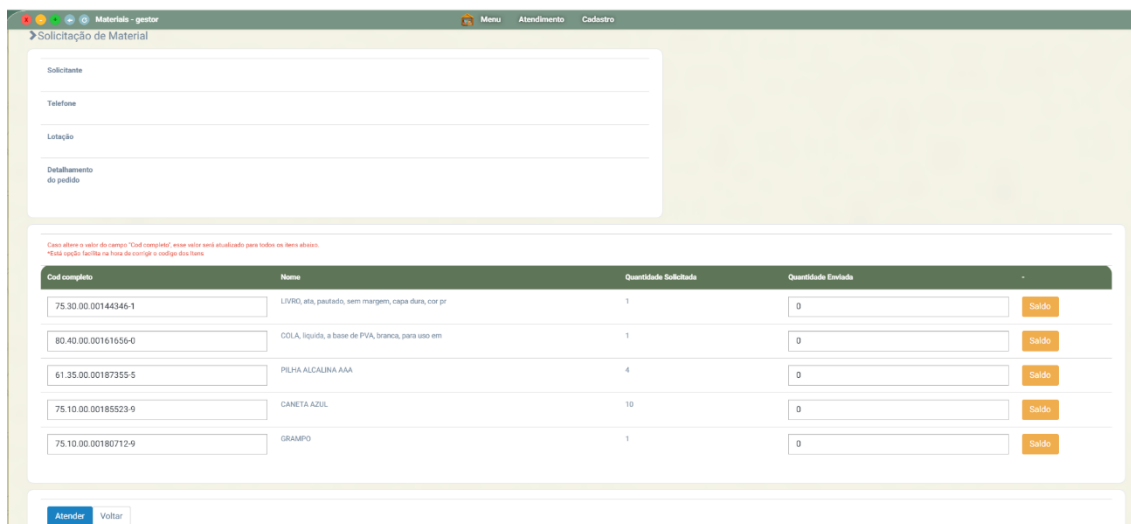 Materiais - gestor Menu Atendimento Cadastro
Solicitação de Material
Solicitante
Telefone
Lotação
Detalhamento
do pedido
Caso altere o valor do campo "Cod completo", esse valor será atualizado para todos os itens abaixo.
*Está opção facilita na hora de corrigir o codigo dos itens
Cod completo Nome Quantidade Solicitada Quantidade Enviada -
75.30.00.00144346-1 LIVRO, ata, pautado, sem margem, capa dura, cor pr 1 0 Saldo
80.40.00.00161656-0 COLA, liquida, a base de PVA, branca, para uso em 1 0 Saldo
61.35.00.00187355-5 PILHA ALCALINA AAA 4 0 Saldo
75.10.00.00185523-9 CANETA AZUL 10 0 Saldo
75.10.00.00180712-9 GRAMPO 1 0 Saldo
Atender Voltar